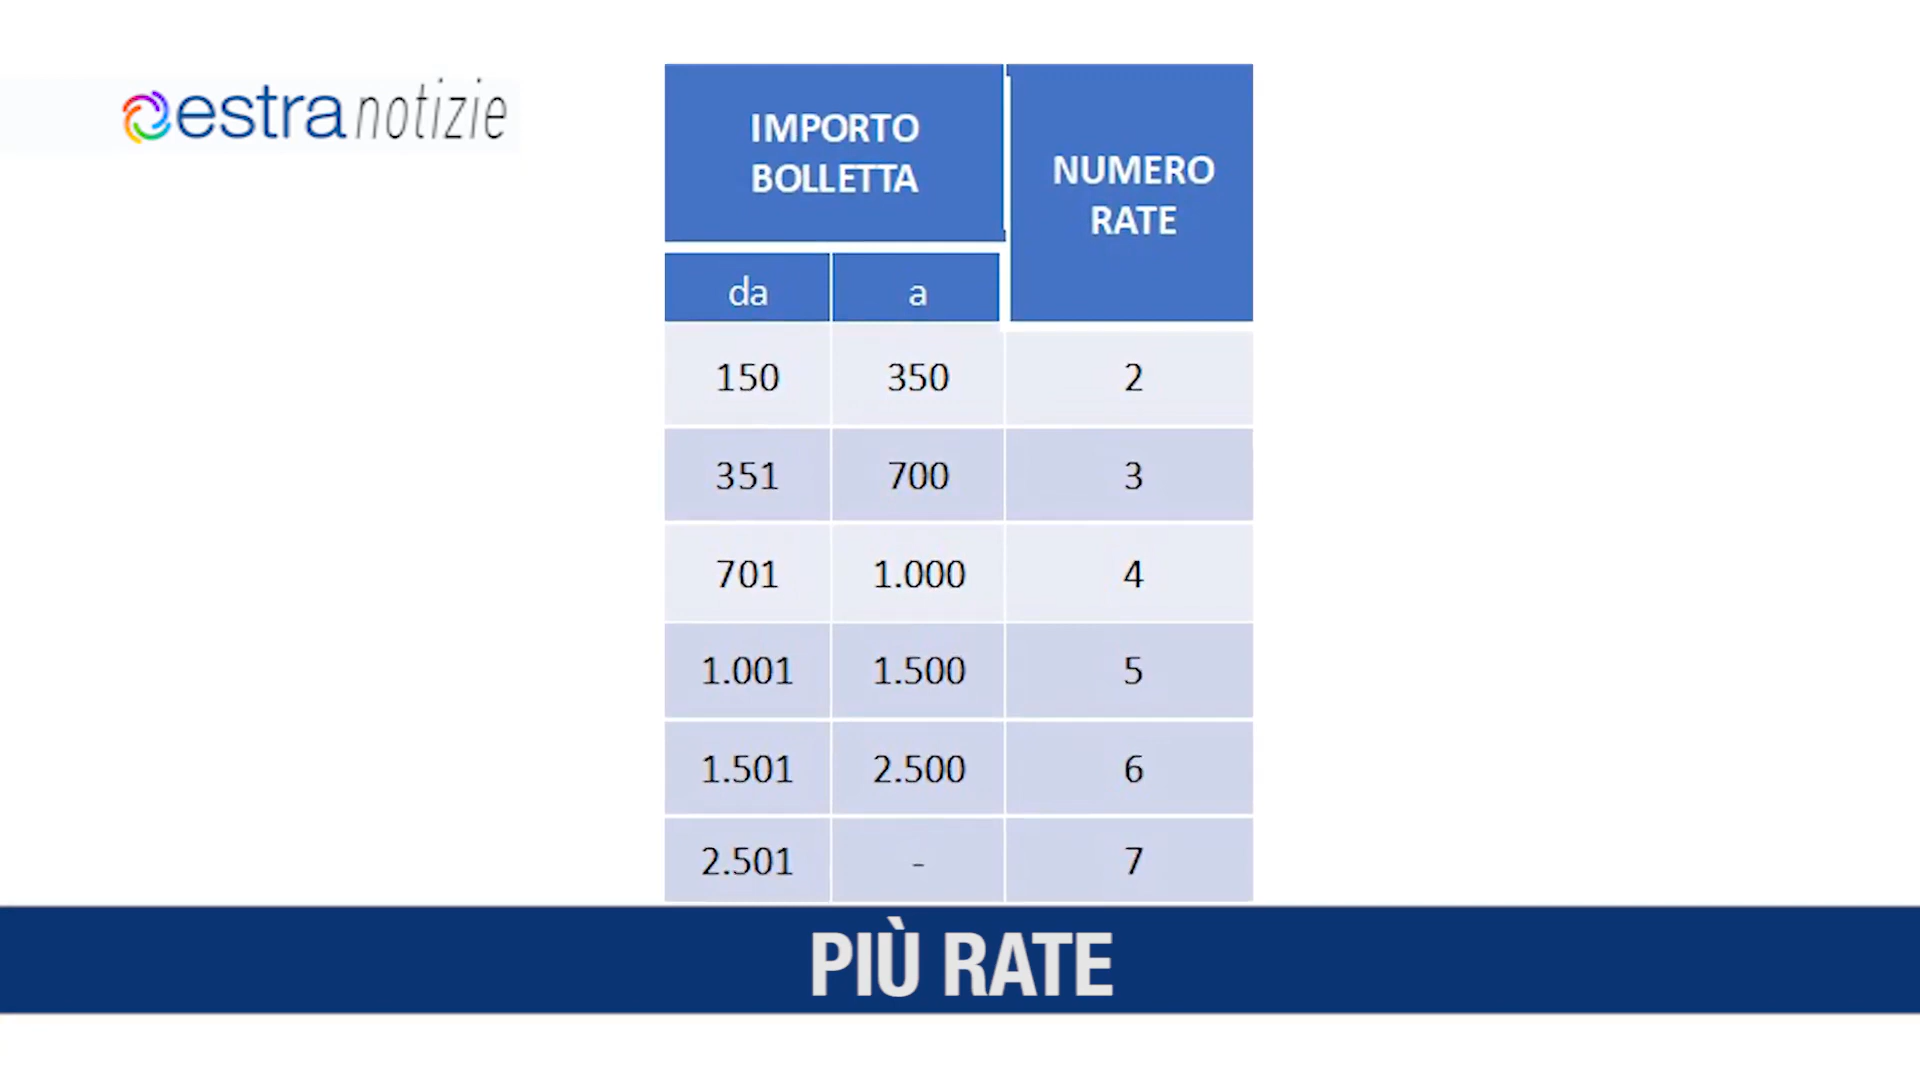 estra notizie
IMPORTO
BOLLETTA
NUMERO
RATE
da a
150 350 2
351 700 3
701 1.000 4
1.001 1.500 5
1.501 2.500 6
2.501 - 7
PIÙ RATE